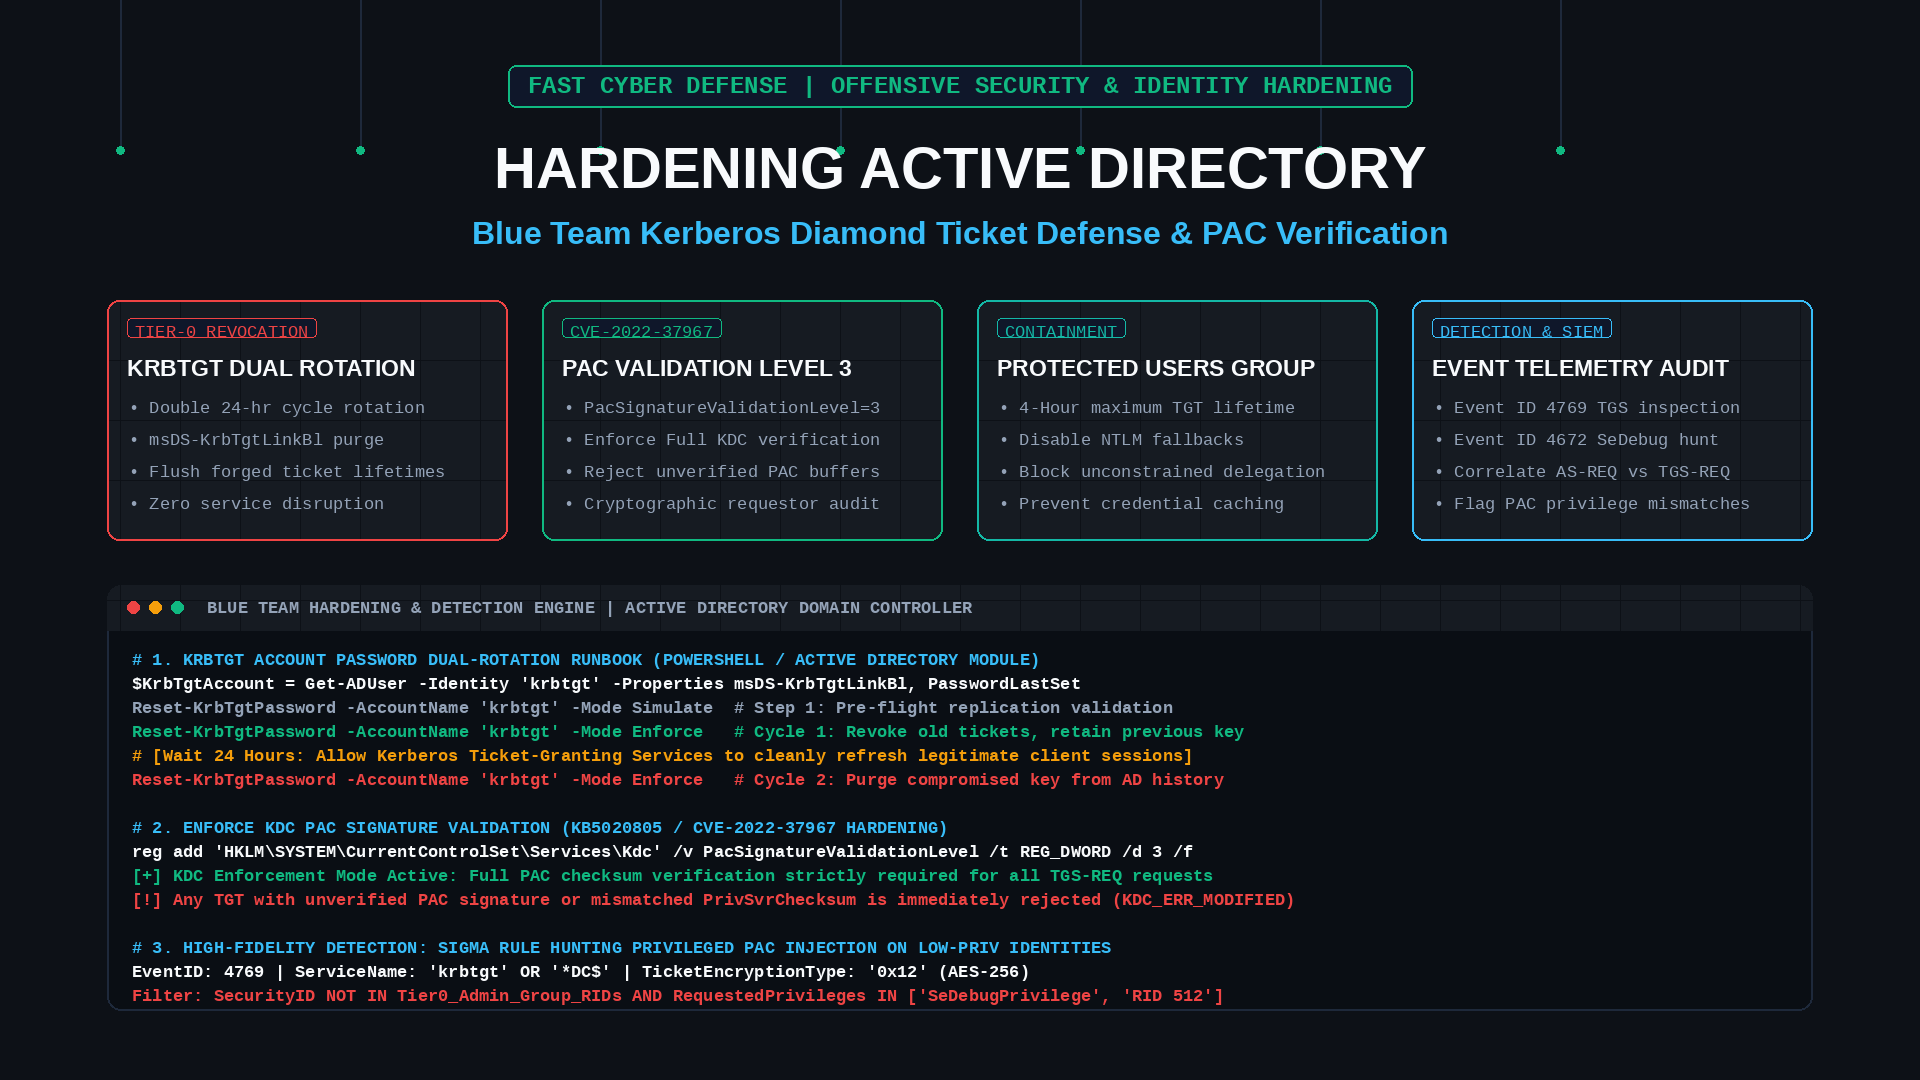 FAST CYBER DEFENSE | OFFENSIVE SECURITY & IDENTITY HARDENING
HARDENING ACTIVE DIRECTORY
Blue Team Kerberos Diamond Ticket Defense & PAC Verification
TIER-0 REVOCATION
KRBTGT DUAL ROTATION
• Double 24-hr cycle rotation
• msDS-KrbTgtLinkBl purge
• Flush forged ticket lifetimes
• Zero service disruption
CVE-2022-37967
PAC VALIDATION LEVEL 3
• PacSignatureValidationLevel=3
• Enforce Full KDC verification
• Reject unverified PAC buffers
• Cryptographic requestor audit
CONTAINMENT
PROTECTED USERS GROUP
• 4-Hour maximum TGT lifetime
• Disable NTLM fallbacks
• Block unconstrained delegation
• Prevent credential caching
DETECTION & SIEM
EVENT TELEMETRY AUDIT
• Event ID 4769 TGS inspection
• Event ID 4672 SeDebug hunt
• Correlate AS-REQ vs TGS-REQ
• Flag PAC privilege mismatches
BLUE TEAM HARDENING & DETECTION ENGINE | ACTIVE DIRECTORY DOMAIN CONTROLLER
# 1. KRBTGT ACCOUNT PASSWORD DUAL-ROTATION RUNBOOK (POWERSHELL / ACTIVE DIRECTORY MODULE)
$KrbTgtAccount = Get-ADUser -Identity 'krbtgt' -Properties msDS-KrbTgtLinkBl, PasswordLastSet
Reset-KrbTgtPassword -AccountName 'krbtgt' -Mode Simulate  # Step 1: Pre-flight replication validation
Reset-KrbTgtPassword -AccountName 'krbtgt' -Mode Enforce   # Cycle 1: Revoke old tickets, retain previous key
# [Wait 24 Hours: Allow Kerberos Ticket-Granting Services to cleanly refresh legitimate client sessions]
Reset-KrbTgtPassword -AccountName 'krbtgt' -Mode Enforce   # Cycle 2: Purge compromised key from AD history
# 2. ENFORCE KDC PAC SIGNATURE VALIDATION (KB5020805 / CVE-2022-37967 HARDENING)
reg add 'HKLM\SYSTEM\CurrentControlSet\Services\Kdc' /v PacSignatureValidationLevel /t REG_DWORD /d 3 /f
[+] KDC Enforcement Mode Active: Full PAC checksum verification strictly required for all TGS-REQ requests
[!] Any TGT with unverified PAC signature or mismatched PrivSvrChecksum is immediately rejected (KDC_ERR_MODIFIED)
# 3. HIGH-FIDELITY DETECTION: SIGMA RULE HUNTING PRIVILEGED PAC INJECTION ON LOW-PRIV IDENTITIES
EventID: 4769 | ServiceName: 'krbtgt' OR '*DC$' | TicketEncryptionType: '0x12' (AES-256)
Filter: SecurityID NOT IN Tier0_Admin_Group_RIDs AND RequestedPrivileges IN ['SeDebugPrivilege', 'RID 512']